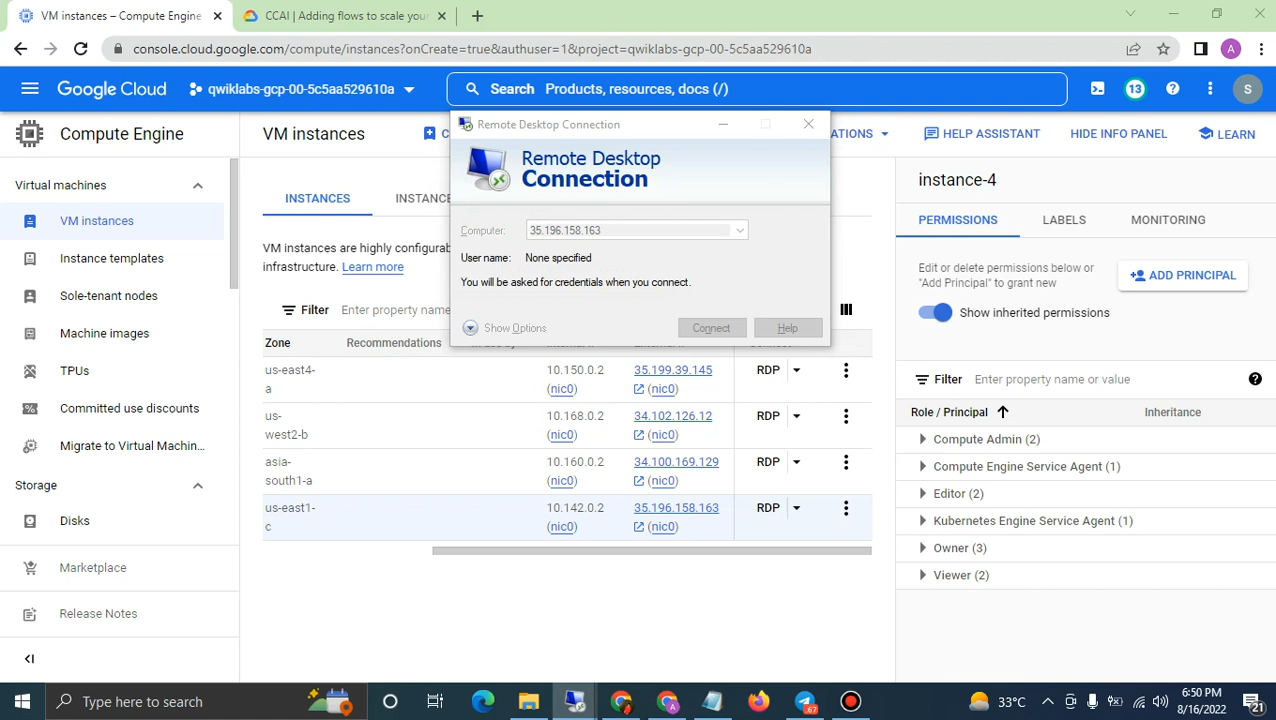 VM instances – Compute Engine
CCAI | Adding flows to scale your
console.cloud.google.com/compute/instances?onCreate=true&authuser=1&project=qwiklabs-gcp-00-5c5aa529610a
A
Google Cloud
qwiklabs-gcp-00-5c5aa529610a
Search Products, resources, docs (/)
13
S
Compute Engine
VM instances
C
ATIONS
HELP ASSISTANT
HIDE INFO PANEL
LEARN
Remote Desktop Connection
Remote Desktop
Connection
Computer: 35.196.158.163
User name: None specified
You will be asked for credentials when you connect.
Show Options
Connect
Help
Virtual machines
VM instances
Instance templates
Sole-tenant nodes
Machine images
TPUs
Committed use discounts
Migrate to Virtual Machin...
Storage
Disks
Marketplace
Release Notes
INSTANCES
INSTANCE
VM instances are highly configurab
infrastructure. Learn more
Filter Enter property name
Zone Recommendations
us-east4-
a
10.150.0.2
(nic0)
35.199.39.145
(nic0)
RDP
us-
west2-b
10.168.0.2
(nic0)
34.102.126.12
(nic0)
RDP
asia-
south1-a
10.160.0.2
(nic0)
34.100.169.129
(nic0)
RDP
us-east1-
c
10.142.0.2
(nic0)
35.196.158.163
(nic0)
RDP
instance-4
PERMISSIONS
LABELS
MONITORING
Edit or delete permissions below or
"Add Principal" to grant new
ADD PRINCIPAL
Show inherited permissions
Filter Enter property name or value
Role / Principal
Inheritance
Compute Admin (2)
Compute Engine Service Agent (1)
Editor (2)
Kubernetes Engine Service Agent (1)
Owner (3)
Viewer (2)
Type here to search
67
33°C
6:50 PM
8/16/2022
21